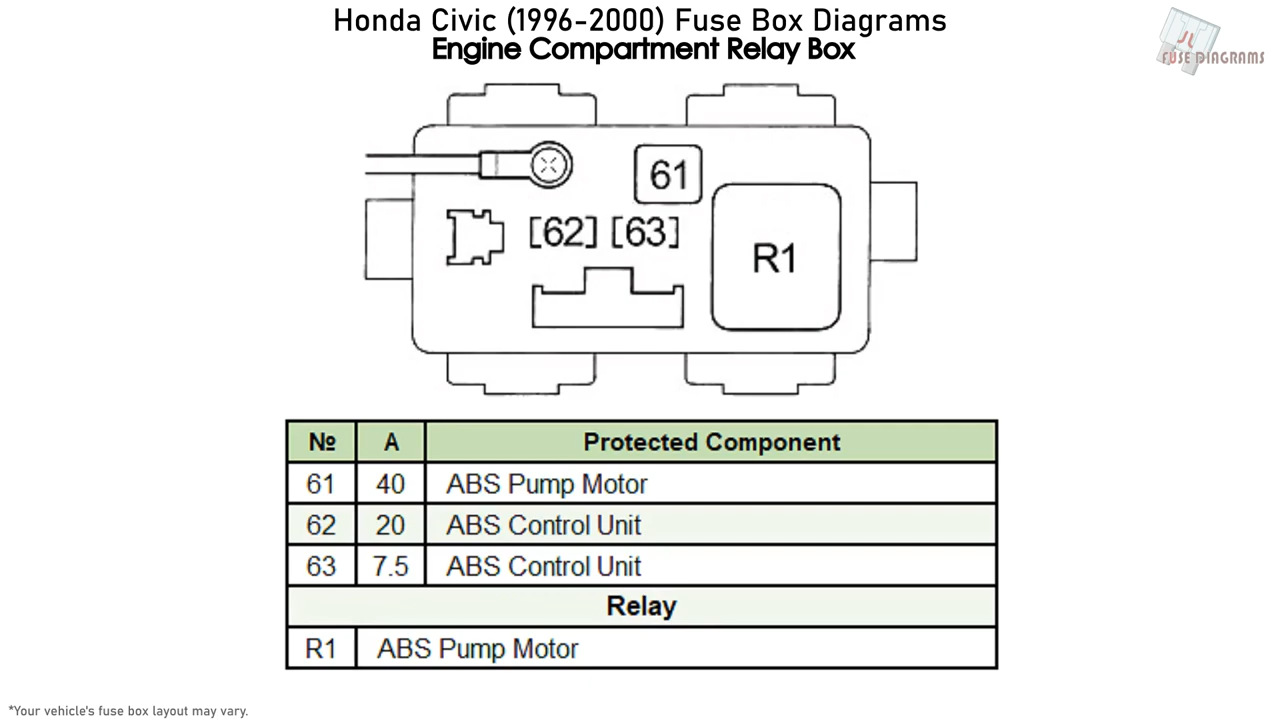 Honda Civic (1996-2000) Fuse Box Diagrams
Engine Compartment Relay Box
JL
FUSE DIAGRAMS
61
[62] [63]
R1
№ A Protected Component
61 40 ABS Pump Motor
62 20 ABS Control Unit
63 7.5 ABS Control Unit
Relay
R1 ABS Pump Motor
*Your vehicle's fuse box layout may vary.